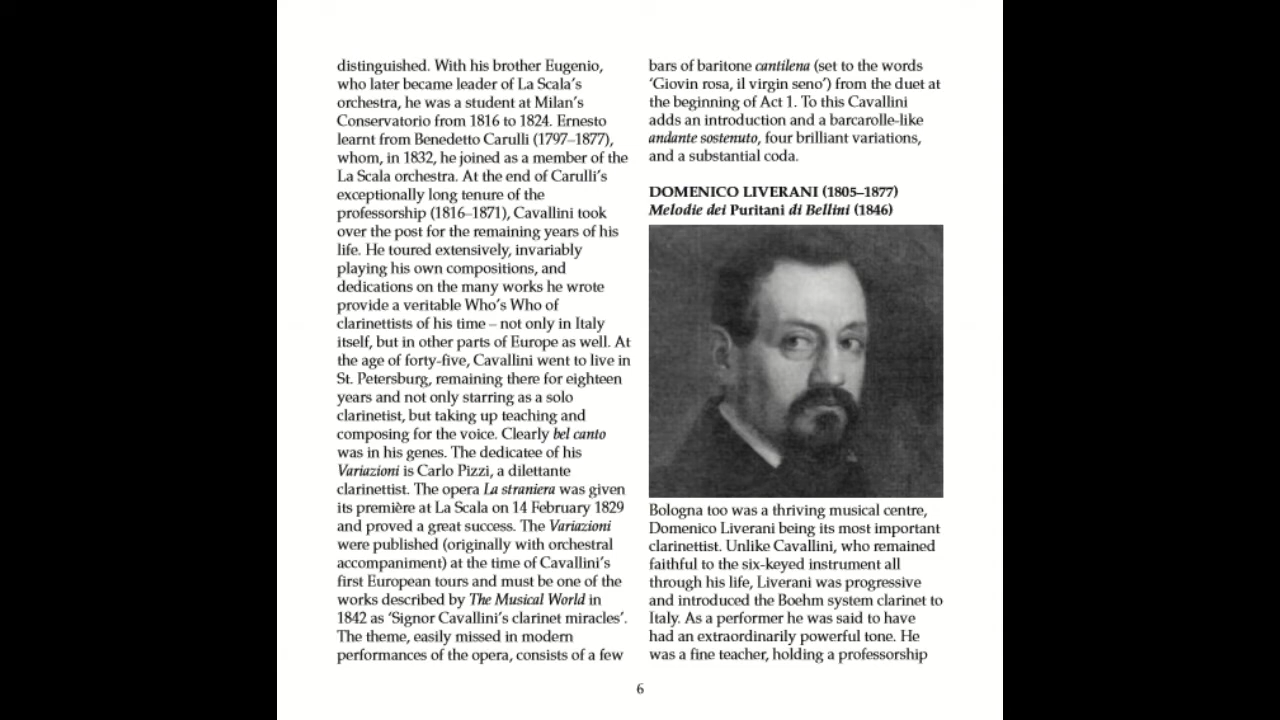 distinguished. With his brother Eugenio,
who later became leader of La Scala's
orchestra, he was a student at Milan's
Conservatorio from 1816 to 1824. Ernesto
learnt from Benedetto Carulli (1797–1877),
whom, in 1832, he joined as a member of the
La Scala orchestra. At the end of Carulli's
exceptionally long tenure of the
professorship (1816–1871), Cavallini took
over the post for the remaining years of his
life. He toured extensively, invariably
playing his own compositions, and
dedications on the many works he wrote
provide a veritable Who's Who of
clarinettists of his time – not only in Italy
itself, but in other parts of Europe as well. At
the age of forty-five, Cavallini went to live in
St. Petersburg, remaining there for eighteen
years and not only starring as a solo
clarinetist, but taking up teaching and
composing for the voice. Clearly bel canto
was in his genes. The dedicatee of his
Variazioni is Carlo Pizzi, a dilettante
clarinettist. The opera La straniera was given
its première at La Scala on 14 February 1829
and proved a great success. The Variazioni
were published (originally with orchestral
accompaniment) at the time of Cavallini's
first European tours and must be one of the
works described by The Musical World in
1842 as 'Signor Cavallini's clarinet miracles'.
The theme, easily missed in modern
performances of the opera, consists of a few
bars of baritone cantilena (set to the words
'Giovin rosa, il virgin seno') from the duet at
the beginning of Act 1. To this Cavallini
adds an introduction and a barcarolle-like
andante sostenuto, four brilliant variations,
and a substantial coda.
DOMENICO LIVERANI (1805–1877)
Melodie dei Puritani di Bellini (1846)
Bologna too was a thriving musical centre,
Domenico Liverani being its most important
clarinettist. Unlike Cavallini, who remained
faithful to the six-keyed instrument all
through his life, Liverani was progressive
and introduced the Boehm system clarinet to
Italy. As a performer he was said to have
had an extraordinarily powerful tone. He
was a fine teacher, holding a professorship
6